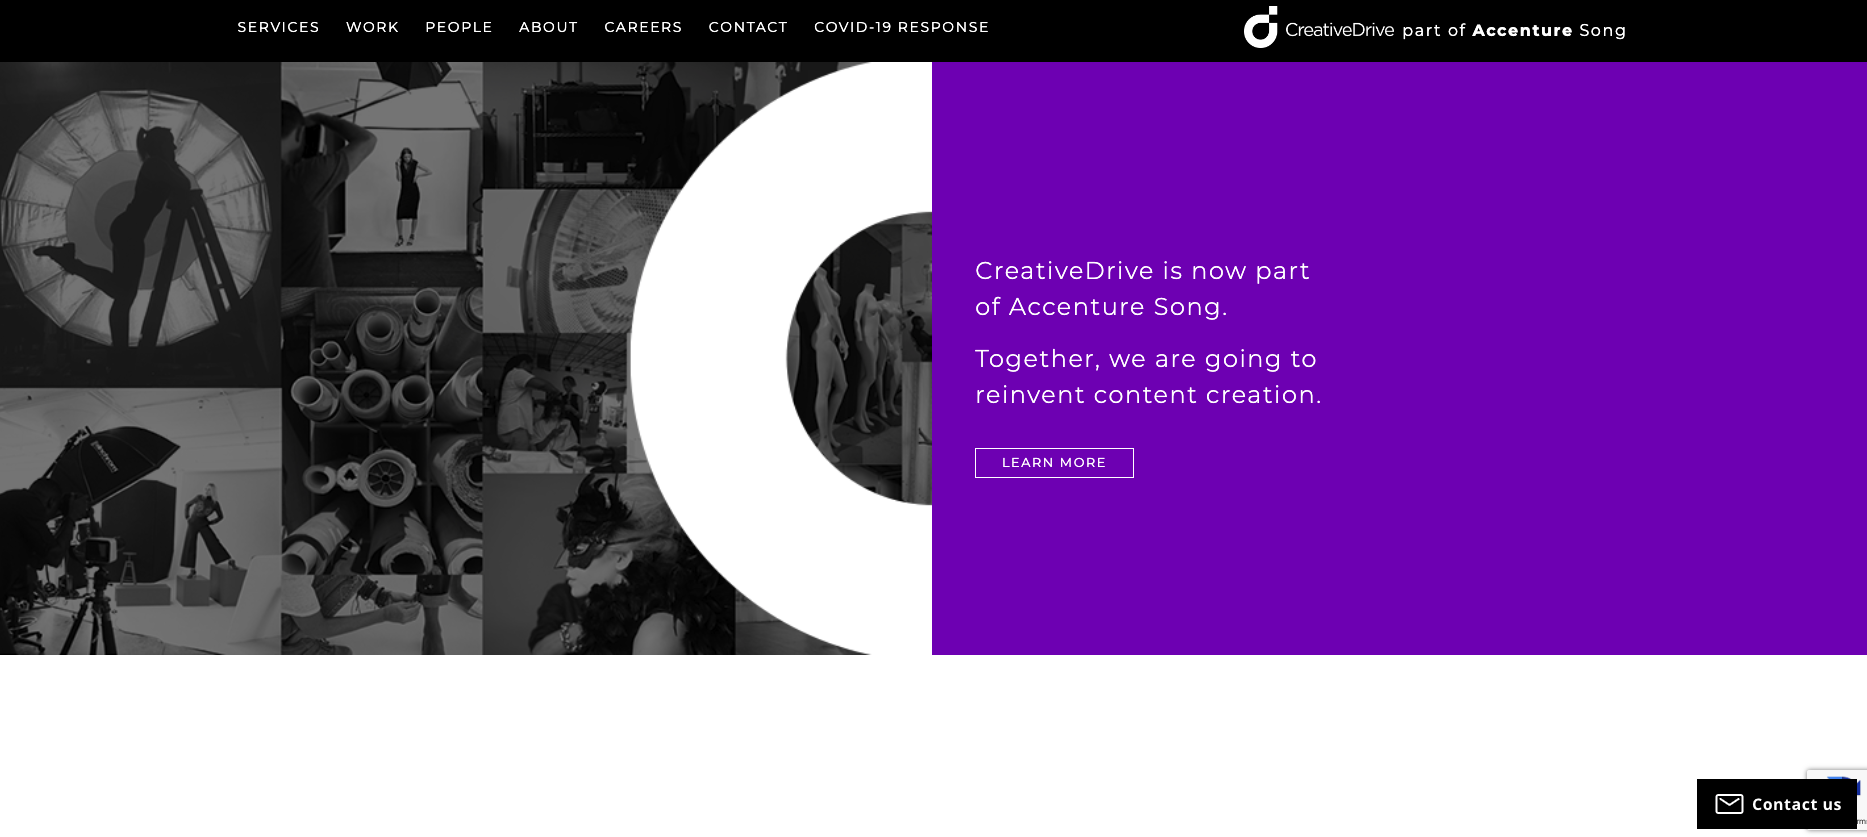 SERVICES WORK PEOPLE ABOUT CAREERS CONTACT COVID-19 RESPONSE
CreativeDrive part of Accenture Song
CreativeDrive is now part
of Accenture Song.
Together, we are going to
reinvent content creation.
LEARN MORE
Contact us